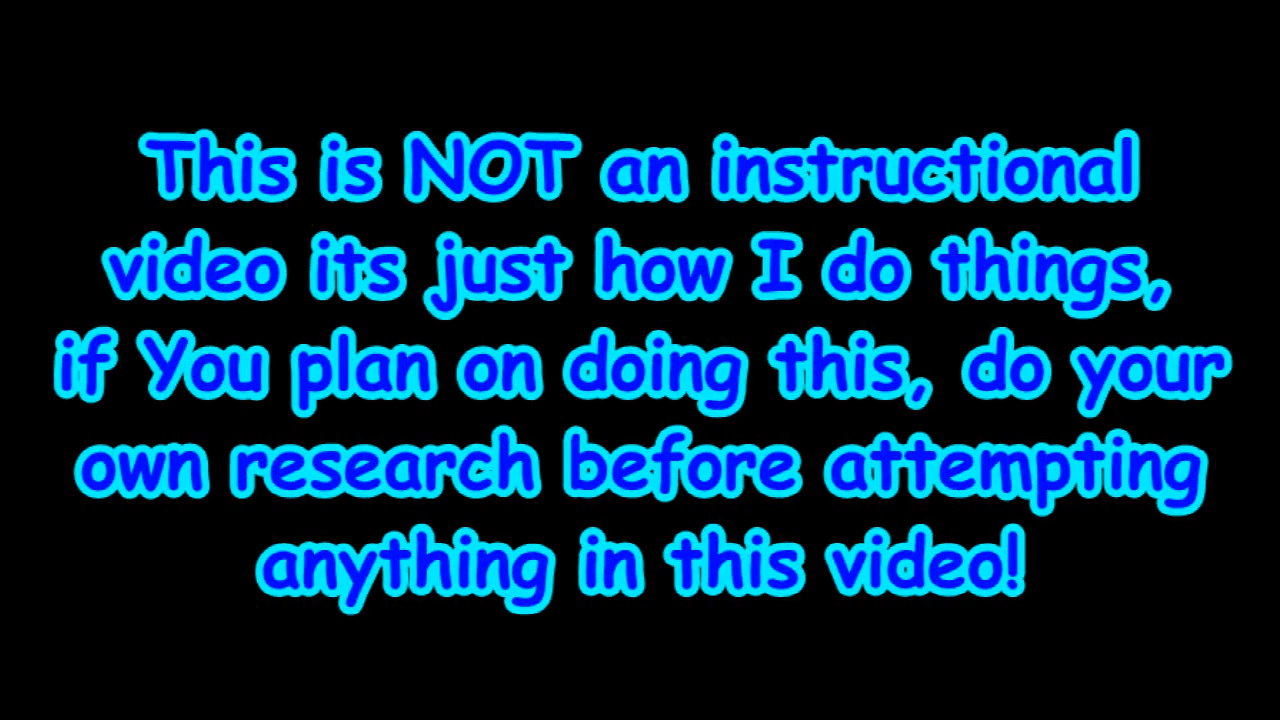 This is NOT an instructional
video its just how I do things,
if You plan on doing this, do your
own research before attempting
anything in this video!